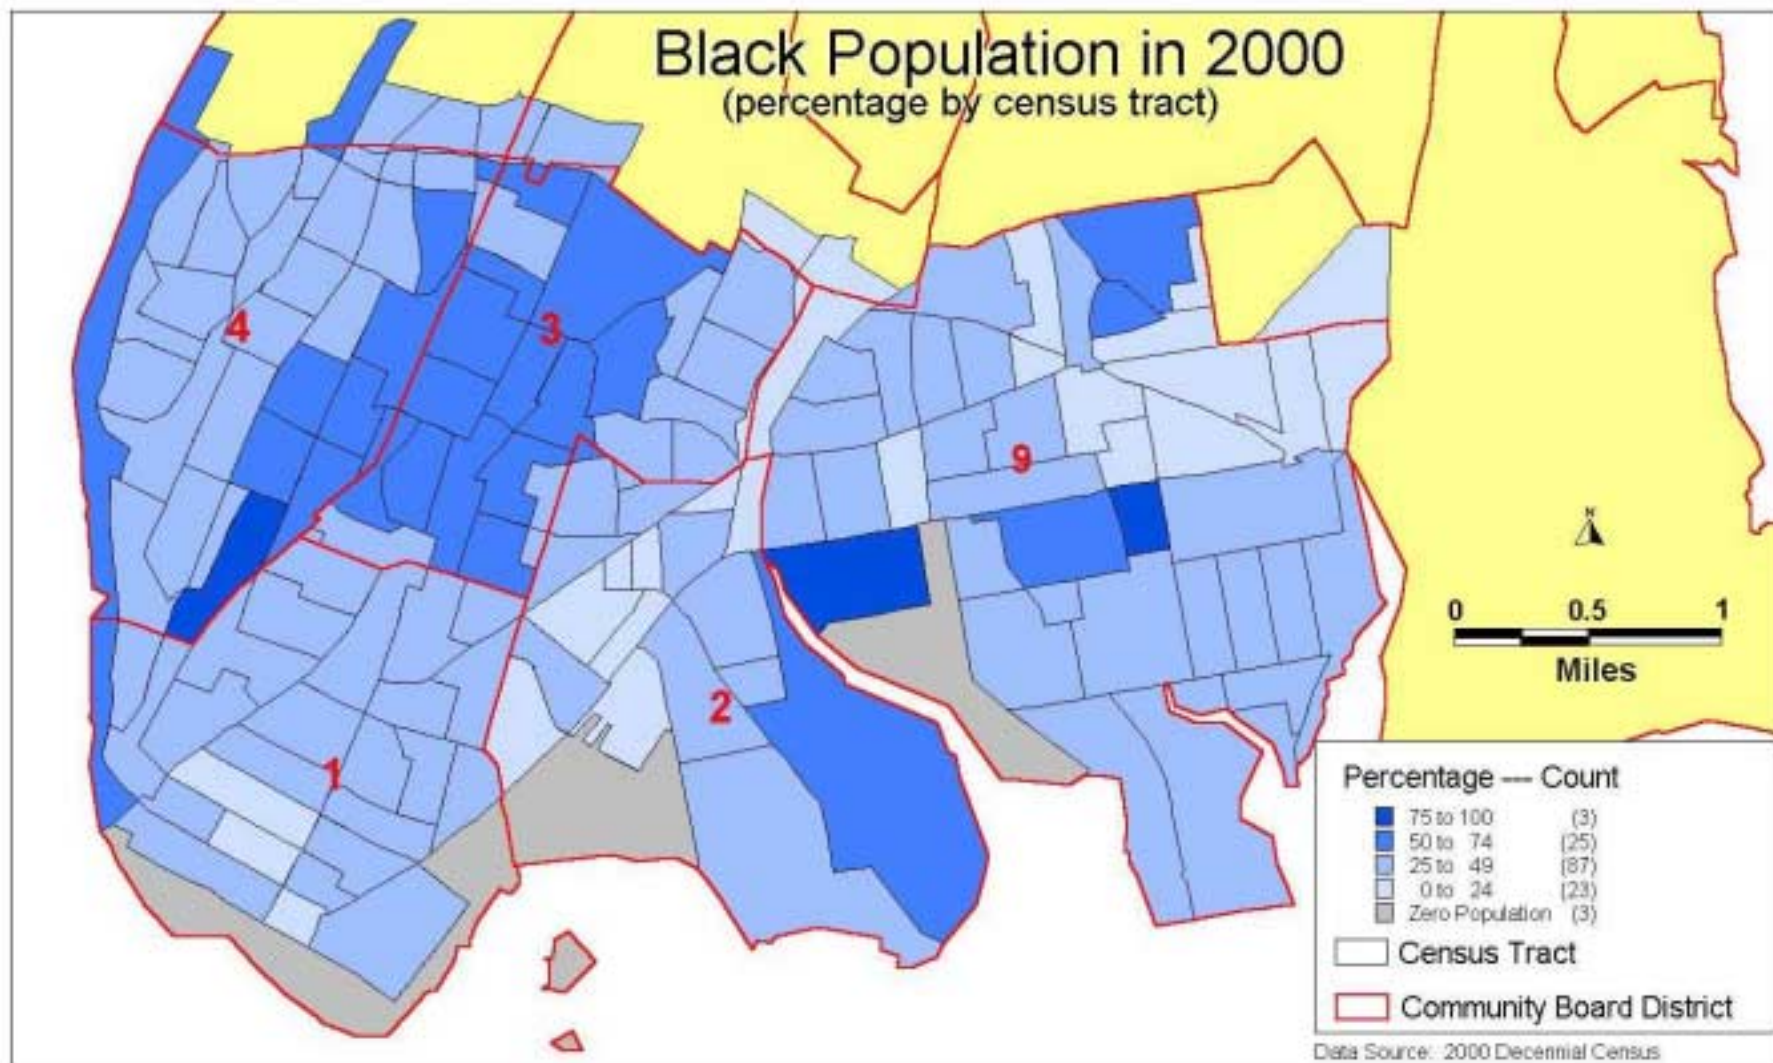 Black Population in 2000
(percentage by census tract)
4
3
9
2
1
N
0 0.5 1
Miles
Percentage --- Count
75 to 100 (3)
50 to 74 (25)
25 to 49 (87)
0 to 24 (23)
Zero Population (3)
Census Tract
Community Board District
Data Source: 2000 Decennial Census